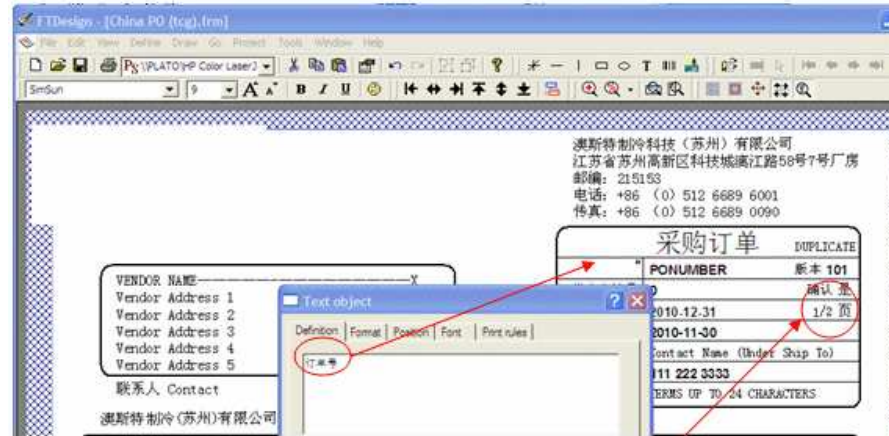 FTDesign - [China PO (tcg).frm]
File Edit View Define Draw Go Project Tools Window Help
\\PLATO\HP Color Laser
SimSun 9 B I U
澳斯特制冷科技（苏州）有限公司
江苏省苏州高新区科技城漓江路58号7号厂房
邮编: 215153
电话: +86 (0) 512 6689 6001
传真: +86 (0) 512 6689 0090
采购订单 DUPLICATE
" PONUMBER 版本 101
确认 是
2010-12-31 1/2 页
2010-11-30
Contact Name (Under Ship To)
111 222 3333
TERMS UP TO 24 CHARACTERS
VENDOR NAME X
Vendor Address 1
Vendor Address 2
Vendor Address 3
Vendor Address 4
Vendor Address 5
联系人 Contact
澳斯特制冷(苏州)有限公司
Text object
Definition Format Position Font Print rules
订单号